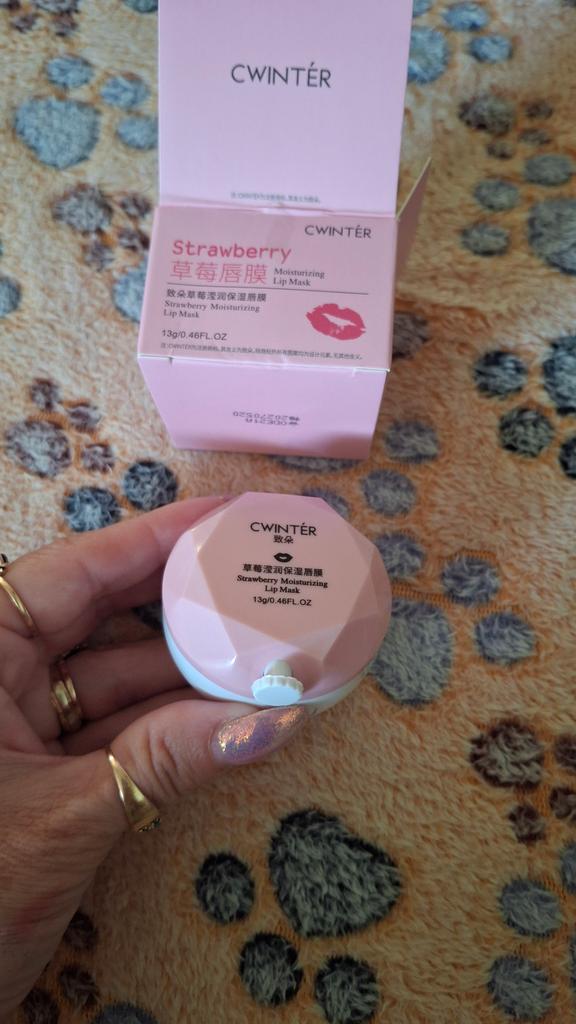 CWINTÉR
CWINTÉR
Strawberry
草莓唇膜 Moisturizing
Lip Mask
致朵草莓滢润保湿唇膜
Strawberry Moisturizing
Lip Mask
13g/0.46FL.OZ
CWINTÉR
致朵
草莓滢润保湿唇膜
Strawberry Moisturizing
Lip Mask
13g/0.46FL.OZ